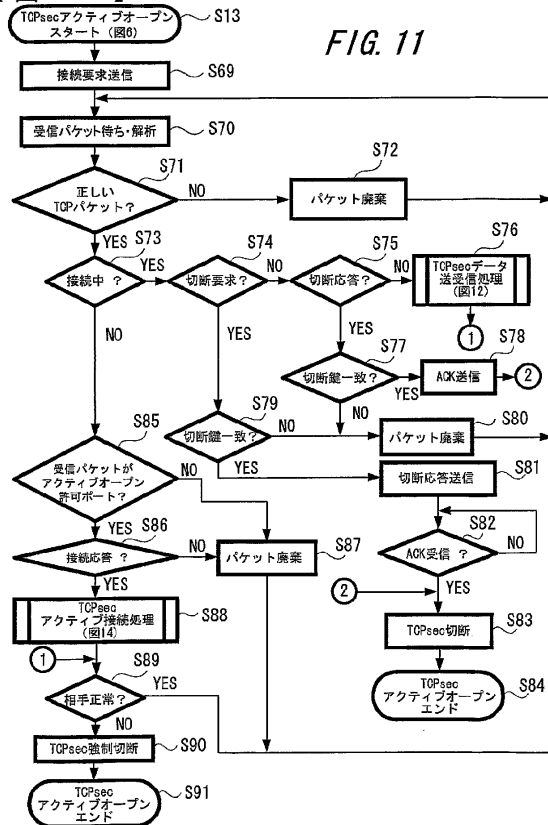 TCPsecアクティブオープン
スタート (図6)
S13
FIG. 11
接続要求送信
S69
受信パケット待ち・解析
S70
正しい
TCPパケット?
S71
NO
パケット廃棄
S72
YES
接続中 ?
S73
YES
切断要求?
S74
NO
切断応答?
S75
NO
TCPsecデータ
送受信処理
(図12)
S76
1
NO
YES
YES
切断鍵一致?
S77
YES
ACK送信
S78
2
NO
切断鍵一致?
S79
NO
パケット廃棄
S80
YES
切断応答送信
S81
受信パケットが
アクティブオープン
許可ポート?
S85
NO
YES
接続応答 ?
S86
NO
パケット廃棄
S87
ACK受信 ?
S82
NO
YES
2
YES
TCPsec
アクティブ接続処理
(図14)
S88
TCPsec切断
S83
1
相手正常?
S89
YES
TCPsec
アクティブオープン
エンド
S84
NO
TCPsec強制切断
S90
TCPsec
アクティブオープン
エンド
S91